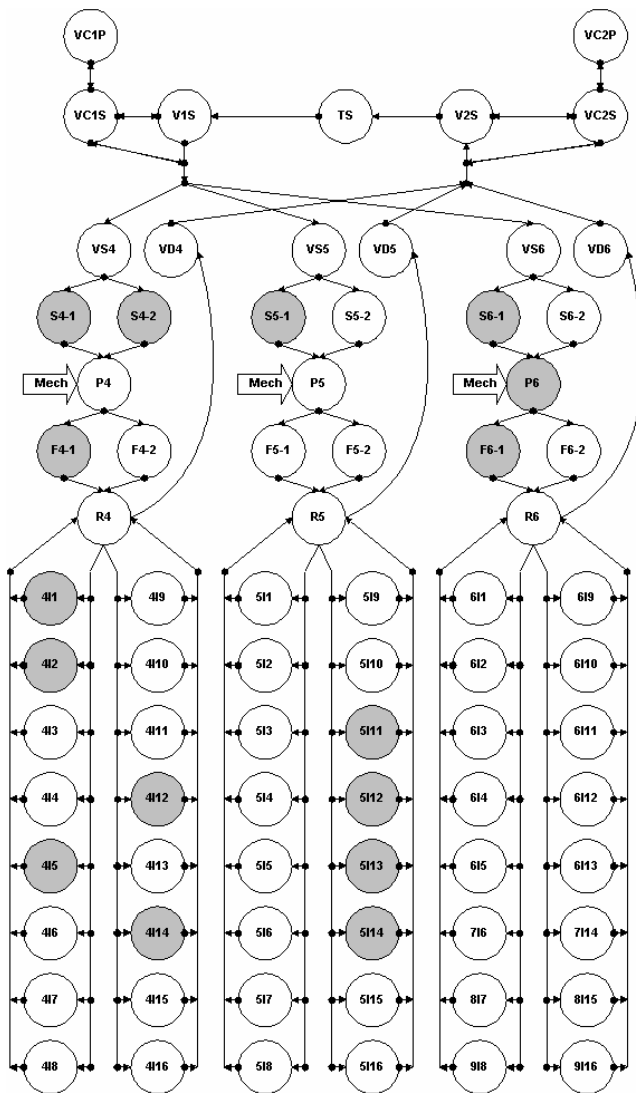 VC1P VC2P
VC1S V1S TS V2S VC2S
VS4 VD4 VS5 VD5 VS6 VD6
S4-1 S4-2 S5-1 S5-2 S6-1 S6-2
Mech P4 Mech P5 Mech P6
F4-1 F4-2 F5-1 F5-2 F6-1 F6-2
R4 R5 R6
4I1 4I9 5I1 5I9 6I1 6I9
4I2 4I10 5I2 5I10 6I2 6I10
4I3 4I11 5I3 5I11 6I3 6I11
4I4 4I12 5I4 5I12 6I4 6I12
4I5 4I13 5I5 5I13 6I5 6I13
4I6 4I14 5I6 5I14 7I6 7I14
4I7 4I15 5I7 5I15 8I7 8I15
4I8 4I16 5I8 5I16 9I8 9I16